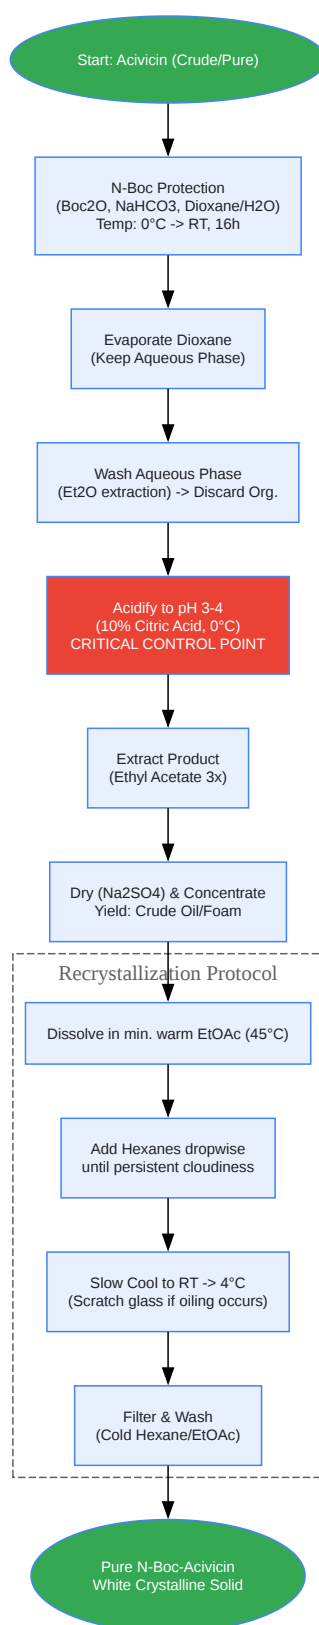 Start: Acivicin (Crude/Pure)
N-Boc Protection
(Boc2O, NaHCO3, Dioxane/H2O)
Temp: 0°C -> RT, 16h
Evaporate Dioxane
(Keep Aqueous Phase)
Wash Aqueous Phase
(Et2O extraction) -> Discard Org.
Acidify to pH 3-4
(10% Citric Acid, 0°C)
CRITICAL CONTROL POINT
Extract Product
(Ethyl Acetate 3x)
Dry (Na2SO4) & Concentrate
Yield: Crude Oil/Foam
Recrystallization Protocol
Dissolve in min. warm EtOAc (45°C)
Add Hexanes dropwise
until persistent cloudiness
Slow Cool to RT -> 4°C
(Scratch glass if oiling occurs)
Filter & Wash
(Cold Hexane/EtOAc)
Pure N-Boc-Acivicin
White Crystalline Solid